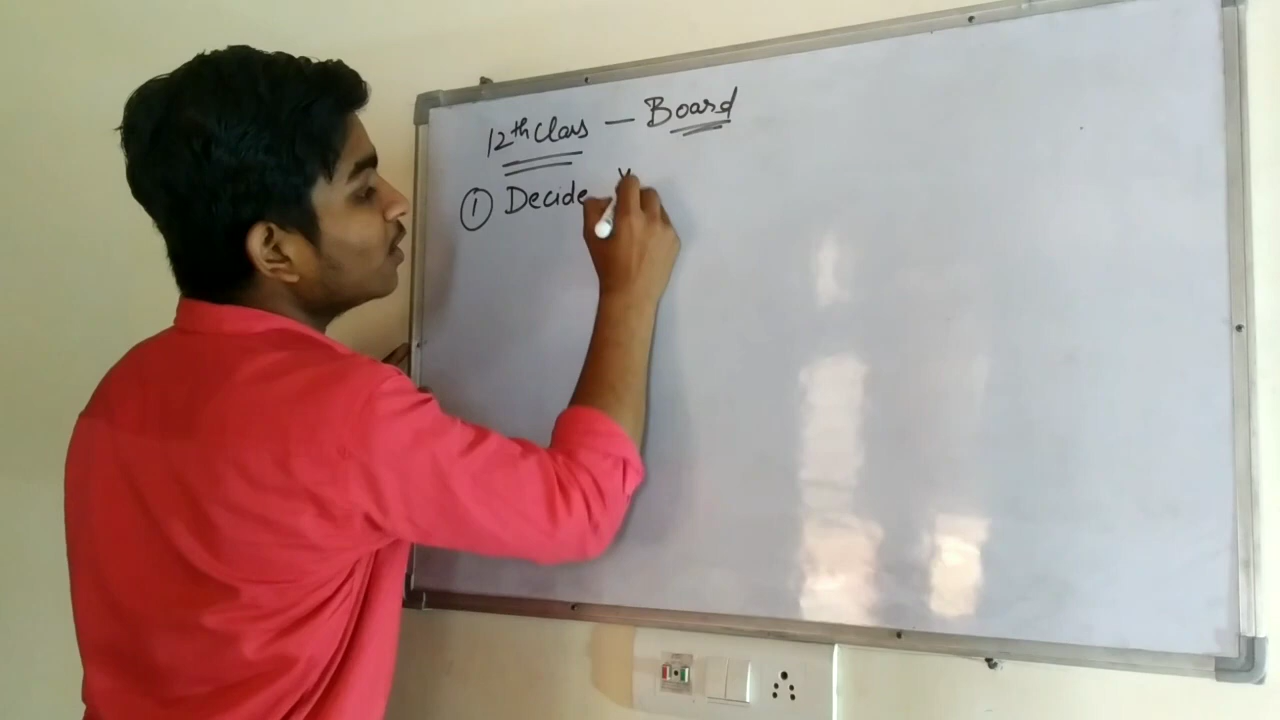 12th Class — Board
① Decide